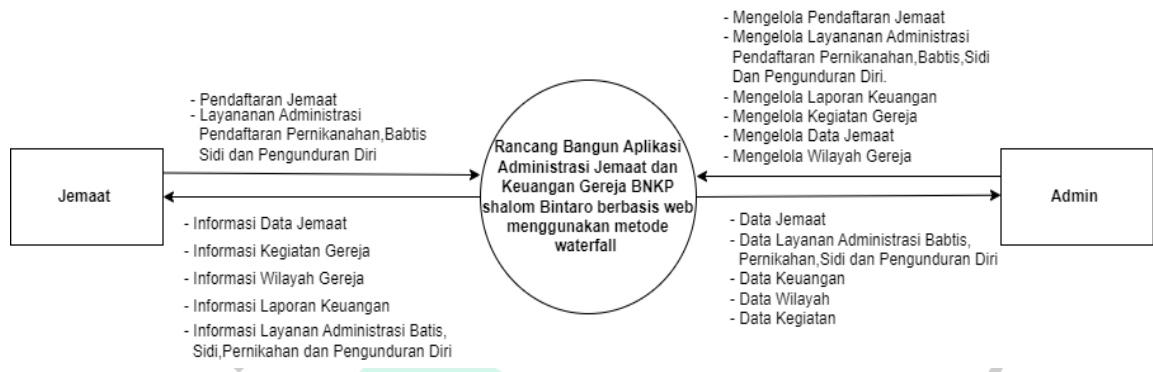 Jemaat
- Pendaftaran Jemaat
- Layananan Administrasi
Pendaftaran Pernikanahan,Babtis
Sidi dan Pengunduran Diri
- Informasi Data Jemaat
- Informasi Kegiatan Gereja
- Informasi Wilayah Gereja
- Informasi Laporan Keuangan
- Informasi Layanan Administrasi Batis,
Sidi,Pernikahan dan Pengunduran Diri
Rancang Bangun Aplikasi
Administrasi Jemaat dan
Keuangan Gereja BNKP
shalom Bintaro berbasis web
menggunakan metode
waterfall
- Mengelola Pendaftaran Jemaat
- Mengelola Layananan Administrasi
Pendaftaran Pernikanahan,Babtis,Sidi
Dan Pengunduran Diri.
- Mengelola Laporan Keuangan
- Mengelola Kegiatan Gereja
- Mengelola Data Jemaat
- Mengelola Wilayah Gereja
- Data Jemaat
- Data Layanan Administrasi Babtis,
Pernikahan,Sidi dan Pengunduran Diri
- Data Keuangan
- Data Wilayah
- Data Kegiatan
Admin